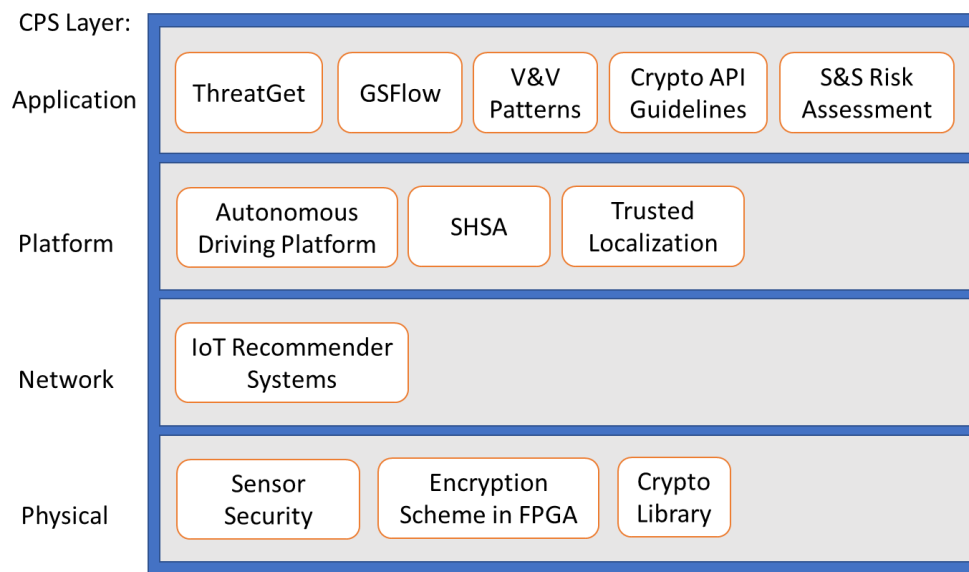 CPS Layer:
Application
ThreatGet
GSFlow
V&V
Patterns
Crypto API
Guidelines
S&S Risk
Assessment
Platform
Autonomous
Driving Platform
SHSA
Trusted
Localization
Network
IoT Recommender
Systems
Physical
Sensor
Security
Encryption
Scheme in FPGA
Crypto
Library